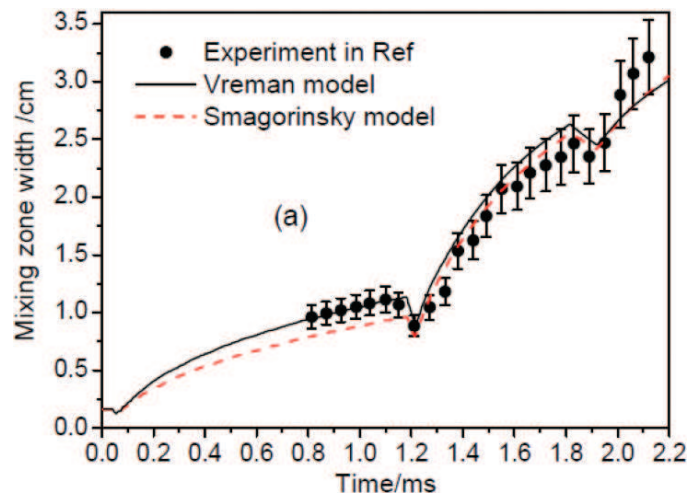 3.5
3.0
2.5
2.0
1.5
1.0
0.5
0.0
Mixing zone width /cm
Experiment in Ref
Vreman model
Smagorinsky model
(a)
0.0 0.2 0.4 0.6 0.8 1.0 1.2 1.4 1.6 1.8 2.0 2.2
Time/ms